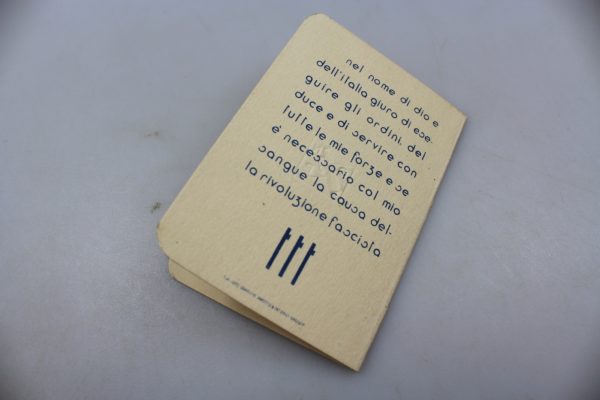 nel nome di dio e
dell'italia giuro di ese-
guire gli ordini del
duce e di servire con
tutte le mie forze e se
é necessario col mio
sangue la causa del-
la rivoluzione fascista